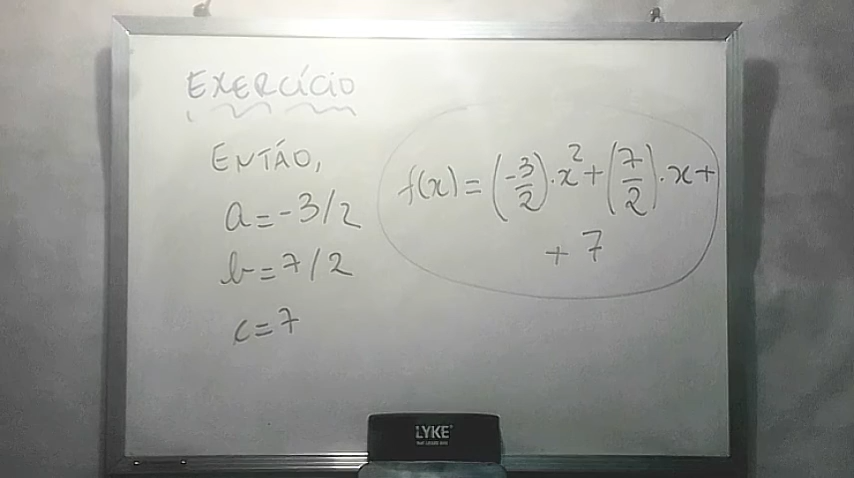 EXERCÍCIO
ENTÃO,
a = -3/2
b = 7/2
c = 7
f(x) = (-3/2).x² + (7/2).x +
+ 7
LYKE